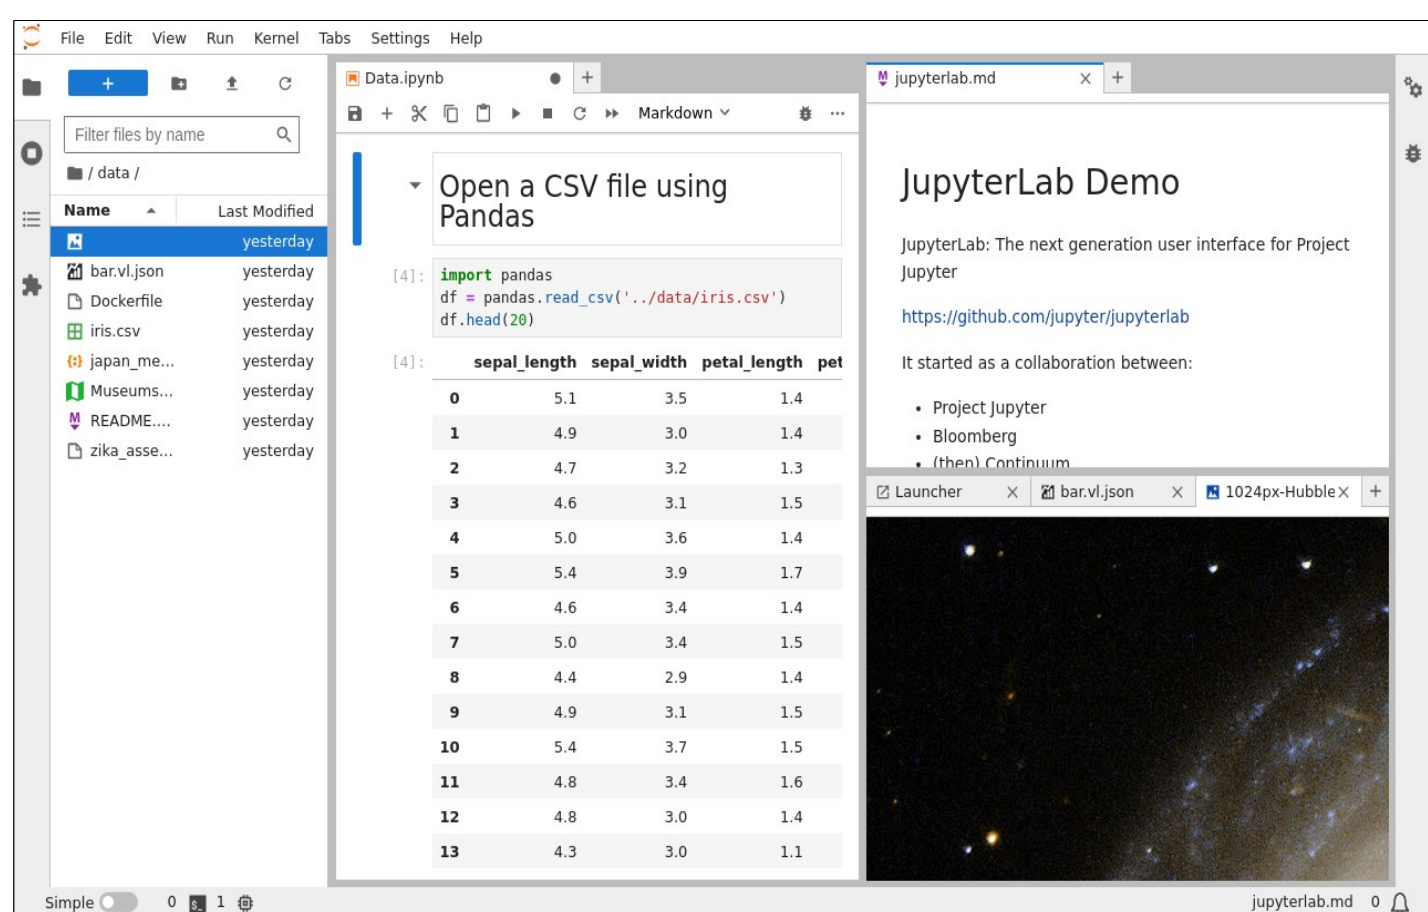 File Edit View Run Kernel Tabs Settings Help
+
Filter files by name
/ data /
Name Last Modified
yesterday
bar.vl.json yesterday
Dockerfile yesterday
iris.csv yesterday
japan_me... yesterday
Museums... yesterday
README.... yesterday
zika_asse... yesterday
Data.ipynb
Markdown
Open a CSV file using
Pandas
[4]: import pandas
df = pandas.read_csv('../data/iris.csv')
df.head(20)
[4]: sepal_length sepal_width petal_length pet
0 5.1 3.5 1.4
1 4.9 3.0 1.4
2 4.7 3.2 1.3
3 4.6 3.1 1.5
4 5.0 3.6 1.4
5 5.4 3.9 1.7
6 4.6 3.4 1.4
7 5.0 3.4 1.5
8 4.4 2.9 1.4
9 4.9 3.1 1.5
10 5.4 3.7 1.5
11 4.8 3.4 1.6
12 4.8 3.0 1.4
13 4.3 3.0 1.1
jupyterlab.md
JupyterLab Demo
JupyterLab: The next generation user interface for Project
Jupyter
https://github.com/jupyter/jupyterlab
It started as a collaboration between:
• Project Jupyter
• Bloomberg
• (then) Continuum
Launcher bar.vl.json 1024px-Hubble
Simple 0 $_ 1 jupyterlab.md 0